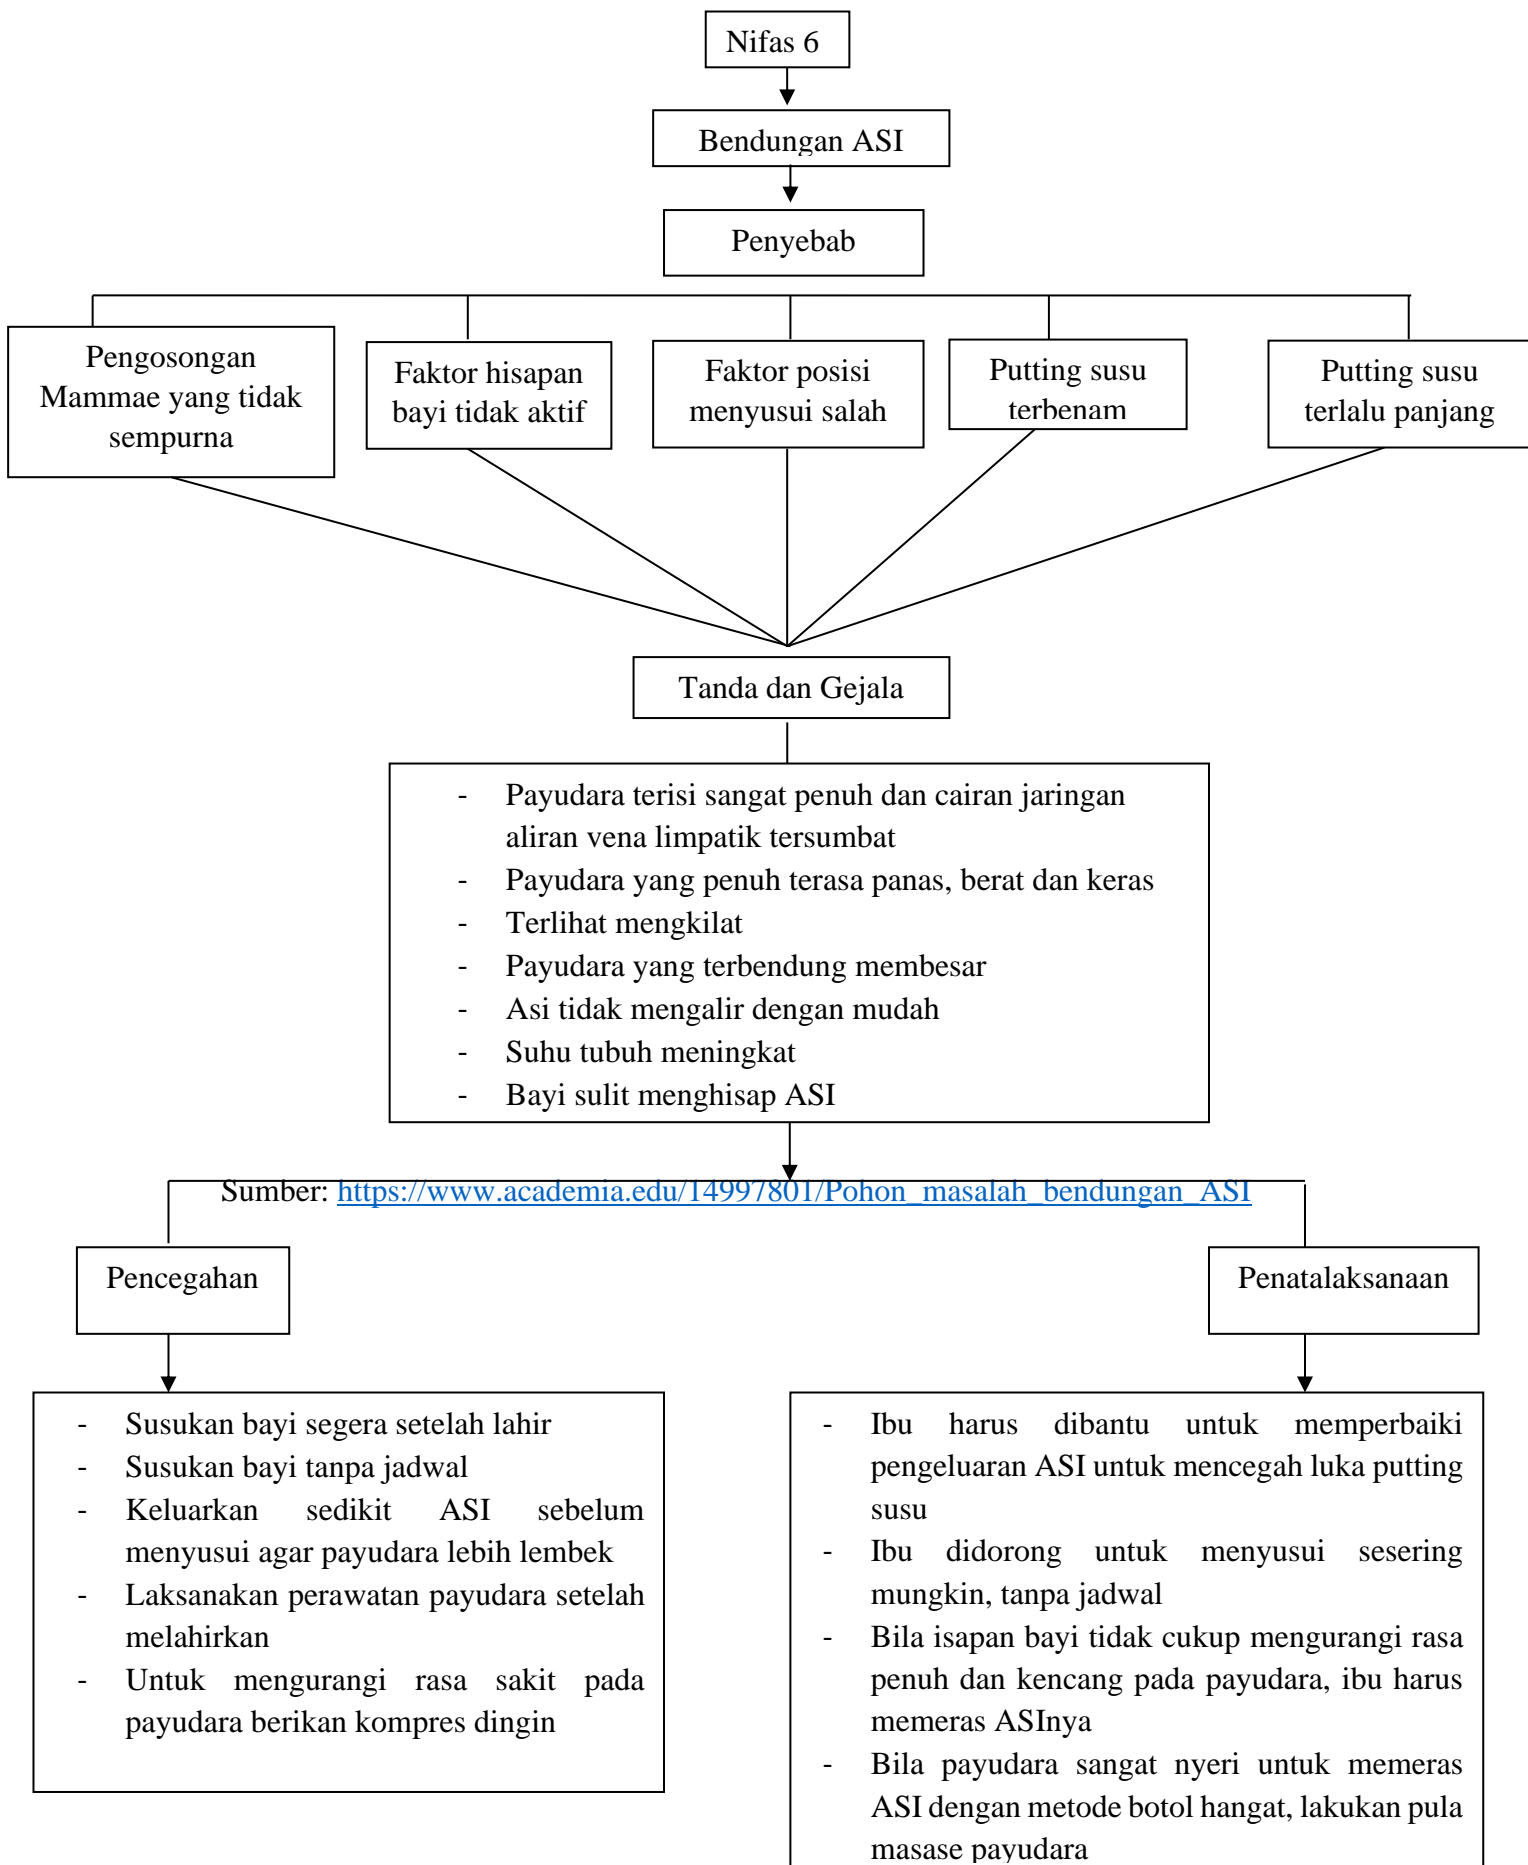 Nifas 6
Bendungan ASI
Penyebab
Pengosongan
Mammae yang tidak
sempurna
Faktor hisapan
bayi tidak aktif
Faktor posisi
menyusui salah
Putting susu
terbenam
Putting susu
terlalu panjang
Tanda dan Gejala
- Payudara terisi sangat penuh dan cairan jaringan
aliran vena limpatik tersumbat
- Payudara yang penuh terasa panas, berat dan keras
- Terlihat mengkilat
- Payudara yang terbendung membesar
- Asi tidak mengalir dengan mudah
- Suhu tubuh meningkat
- Bayi sulit menghisap ASI
Sumber: https://www.academia.edu/14997801/Pohon_masalah_bendungan_ASI
Pencegahan
- Susukan bayi segera setelah lahir
- Susukan bayi tanpa jadwal
- Keluarkan sedikit ASI sebelum
menyusui agar payudara lebih lembek
- Laksanakan perawatan payudara setelah
melahirkan
- Untuk mengurangi rasa sakit pada
payudara berikan kompres dingin
Penatalaksanaan
- Ibu harus dibantu untuk memperbaiki
pengeluaran ASI untuk mencegah luka putting
susu
- Ibu didorong untuk menyusui sesering
mungkin, tanpa jadwal
- Bila isapan bayi tidak cukup mengurangi rasa
penuh dan kencang pada payudara, ibu harus
memeras ASInya
- Bila payudara sangat nyeri untuk memeras
ASI dengan metode botol hangat, lakukan pula
masase payudara